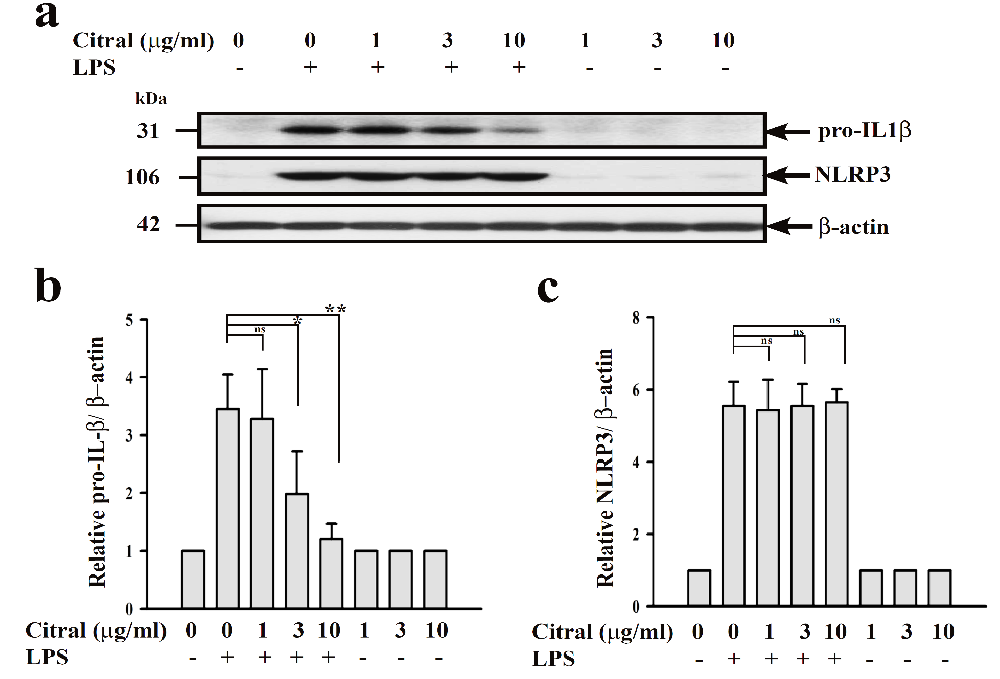 a
Citral (μg/ml) 0 0 1 3 10 1 3 10
LPS - + + + + - - -
kDa
31 pro-IL1β
106 NLRP3
42 β-actin
b
c
Relative pro-IL-β/ β–actin
5
4
3
2
1
0
**
*
ns
Citral (μg/ml) 0 0 1 3 10 1 3 10
LPS - + + + + - - -
Relative NLRP3/ β–actin
8
6
4
2
0
ns
ns
ns
Citral (μg/ml) 0 0 1 3 10 1 3 10
LPS - + + + + - - -